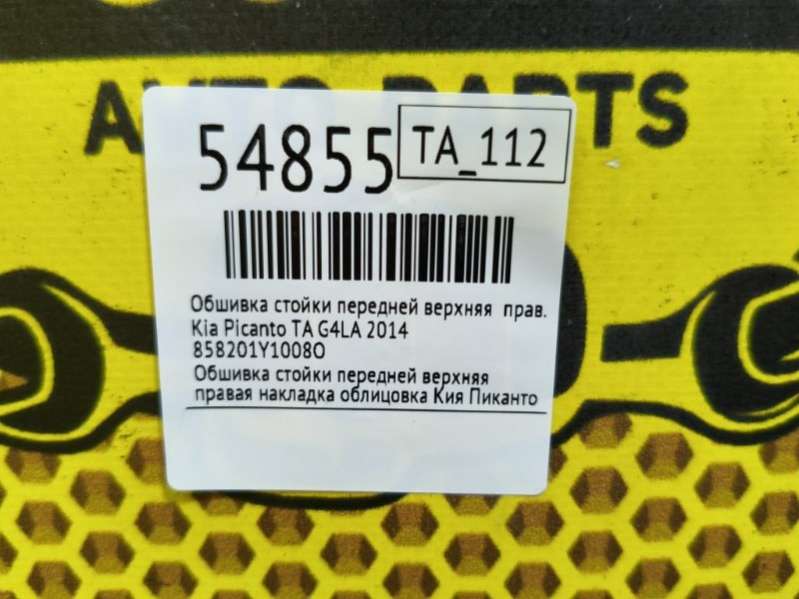 AVTO PARTS
54855
TA_112
Обшивка стойки передней верхняя прав.
Kia Picanto TA G4LA 2014
858201Y1008O
Обшивка стойки передней верхняя
правая накладка облицовка Кия Пиканто